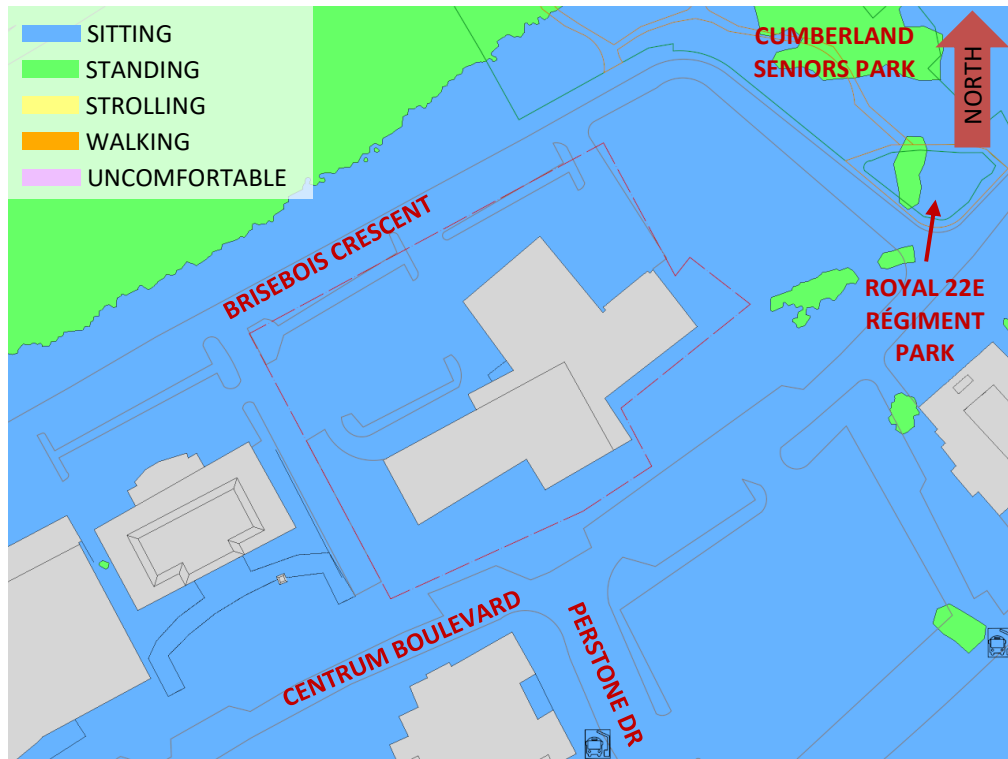 SITTING
STANDING
STROLLING
WALKING
UNCOMFORTABLE
CUMBERLAND
SENIORS PARK
NORTH
BRISEBOIS CRESCENT
ROYAL 22E
RÉGIMENT
PARK
CENTRUM BOULEVARD
PERSTONE DR